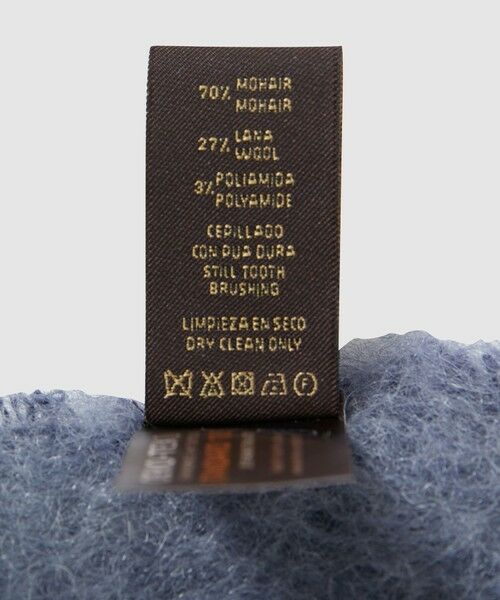 70% MOHAIR
MOHAIR
27% LANA
WOOL
3% POLIAMIDA
POLYAMIDE
CEPILLADO
CON PUA DURA
STILL TOOTH
BRUSHING
LIMPIEZA EN SECO
DRY CLEAN ONLY
F